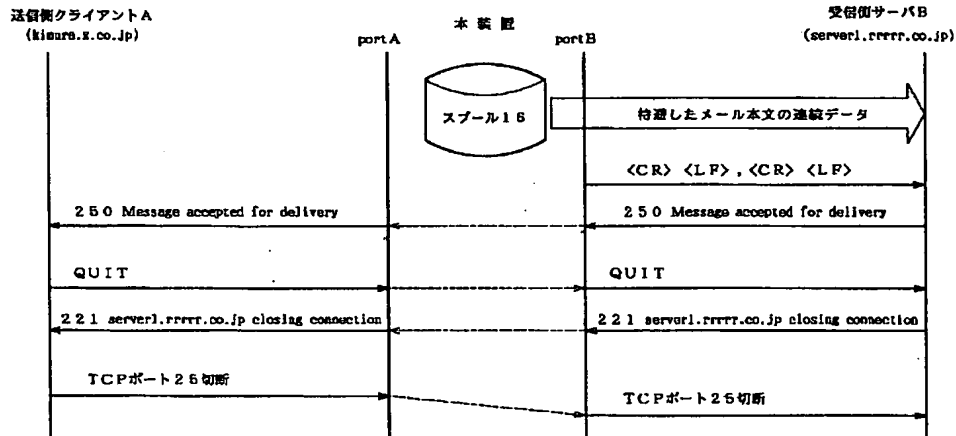 送信側クライアントA
(kimura.z.co.jp)
本装置
受信側サーバB
(server1.rrrrr.co.jp)
portA
portB
スプール16
待避したメール本文の連続データ
<CR> <LF> . <CR> <LF>
250 Message accepted for delivery
250 Message accepted for delivery
QUIT
QUIT
221 server1.rrrrr.co.jp closing connection
221 server1.rrrrr.co.jp closing connection
TCPポート25切断
TCPポート25切断